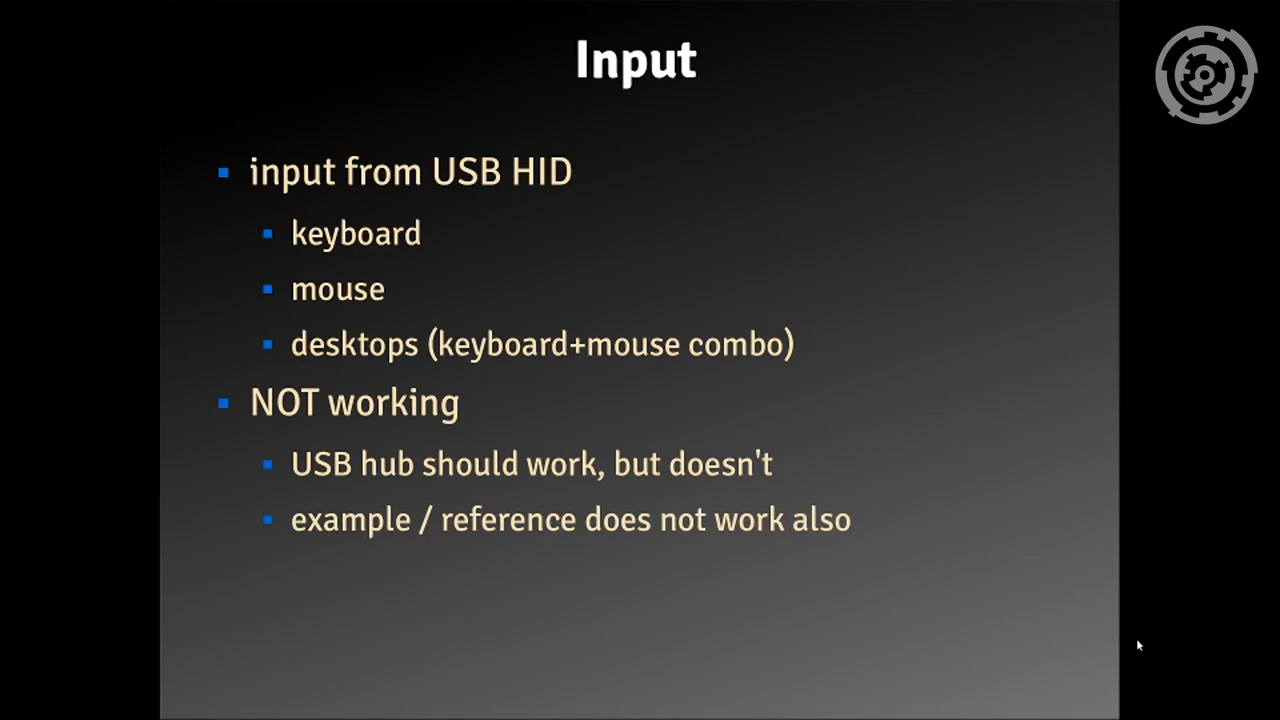 Input
input from USB HID
keyboard
mouse
desktops (keyboard+mouse combo)
NOT working
USB hub should work, but doesn't
example / reference does not work also